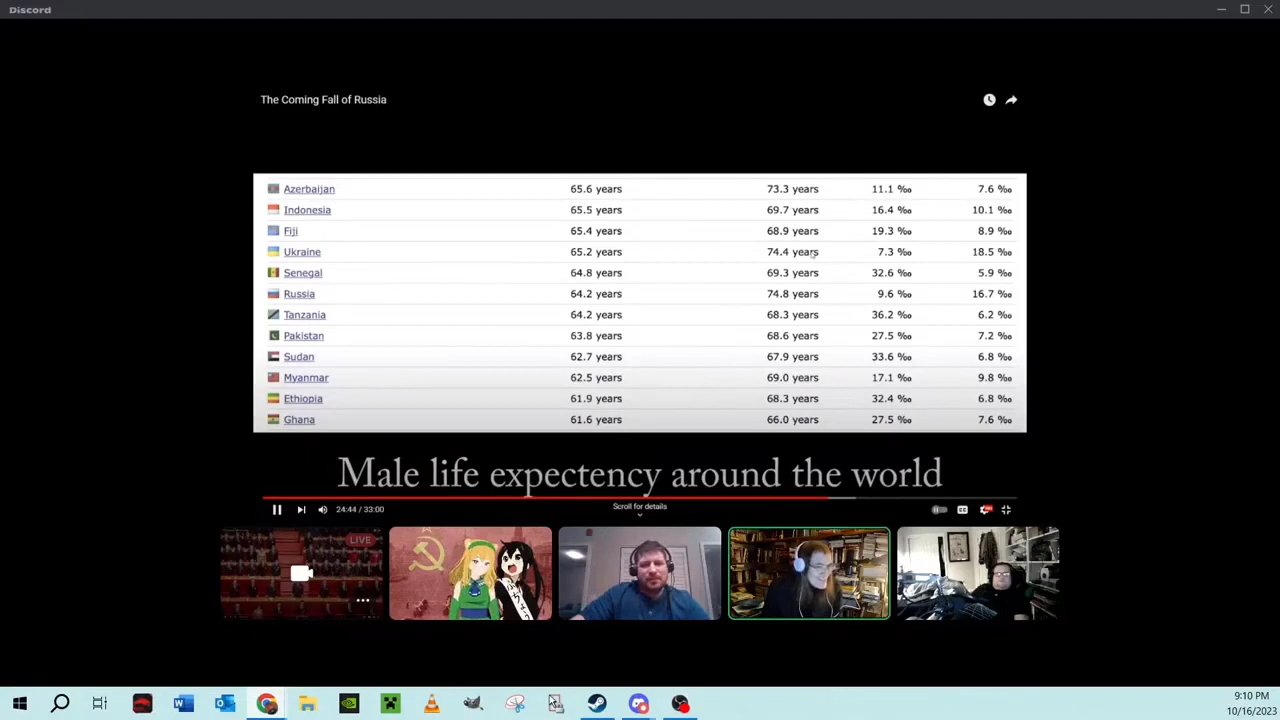 Discord
The Coming Fall of Russia
Azerbaijan 65.6 years 73.3 years 11.1 ‰ 7.6 ‰
Indonesia 65.5 years 69.7 years 16.4 ‰ 10.1 ‰
Fiji 65.4 years 68.9 years 19.3 ‰ 8.9 ‰
Ukraine 65.2 years 74.4 years 7.3 ‰ 18.5 ‰
Senegal 64.8 years 69.3 years 32.6 ‰ 5.9 ‰
Russia 64.2 years 74.8 years 9.6 ‰ 16.7 ‰
Tanzania 64.2 years 68.3 years 36.2 ‰ 6.2 ‰
Pakistan 63.8 years 68.6 years 27.5 ‰ 7.2 ‰
Sudan 62.7 years 67.9 years 33.6 ‰ 6.8 ‰
Myanmar 62.5 years 69.0 years 17.1 ‰ 9.8 ‰
Ethiopia 61.9 years 68.3 years 32.4 ‰ 6.8 ‰
Ghana 61.6 years 66.0 years 27.5 ‰ 7.6 ‰
Male life expectency around the world
24:44 / 33:00
Scroll for details
CC
LIVE
9:10 PM
10/16/2023